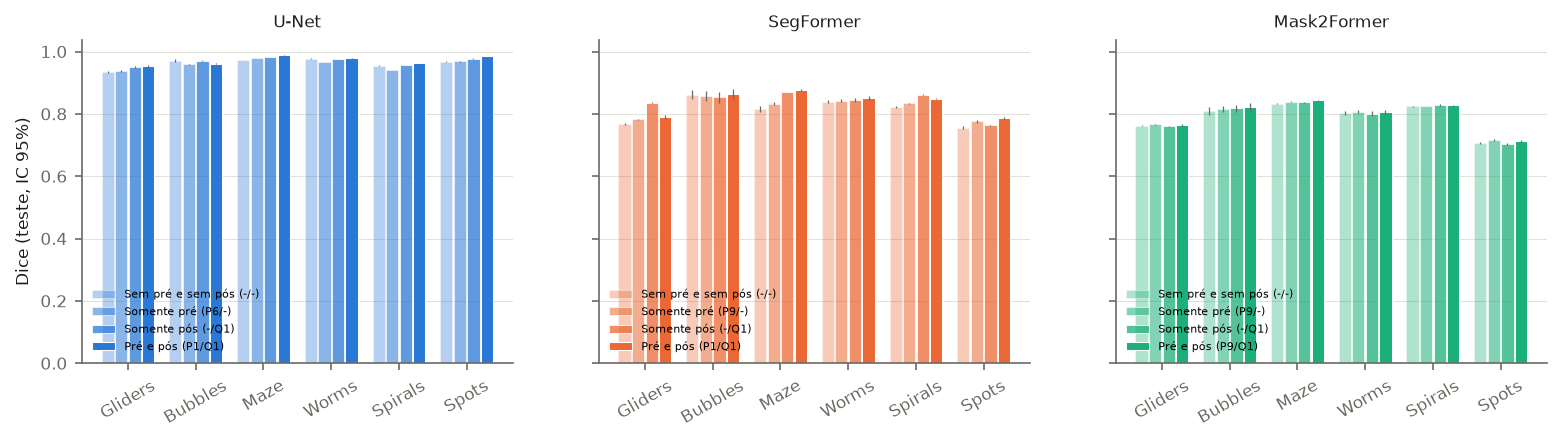 U-Net
SegFormer
Mask2Former
Dice (teste, IC 95%)
1.0
0.8
0.6
0.4
0.2
0.0
Sem pré e sem pós (-/-)
Somente pré (P6/-)
Somente pós (-/Q1)
Pré e pós (P1/Q1)
Gliders
Bubbles
Maze
Worms
Spirals
Spots
Sem pré e sem pós (-/-)
Somente pré (P9/-)
Somente pós (-/Q1)
Pré e pós (P1/Q1)
Gliders
Bubbles
Maze
Worms
Spirals
Spots
Sem pré e sem pós (-/-)
Somente pré (P9/-)
Somente pós (-/Q1)
Pré e pós (P9/Q1)
Gliders
Bubbles
Maze
Worms
Spirals
Spots